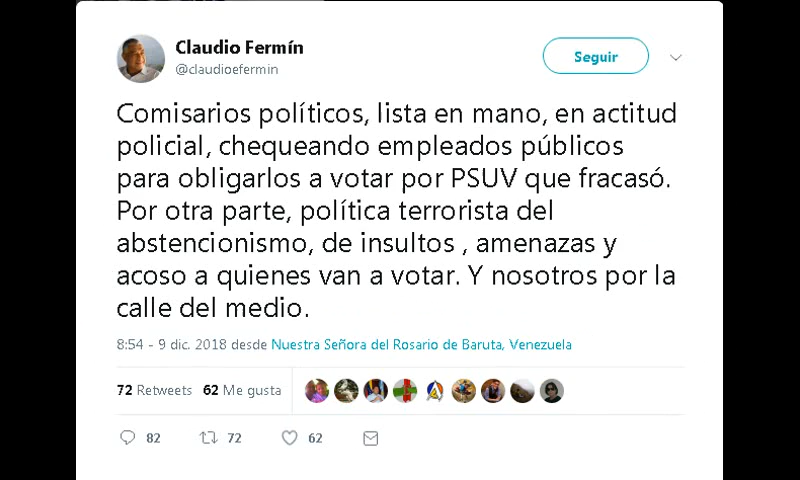 Claudio Fermín
@claudioefermin
Seguir
Comisarios políticos, lista en mano, en actitud
policial, chequeando empleados públicos
para obligarlos a votar por PSUV que fracasó.
Por otra parte, política terrorista del
abstencionismo, de insultos , amenazas y
acoso a quienes van a votar. Y nosotros por la
calle del medio.
8:54 - 9 dic. 2018 desde Nuestra Señora del Rosario de Baruta, Venezuela
72 Retweets 62 Me gusta
82 72 62